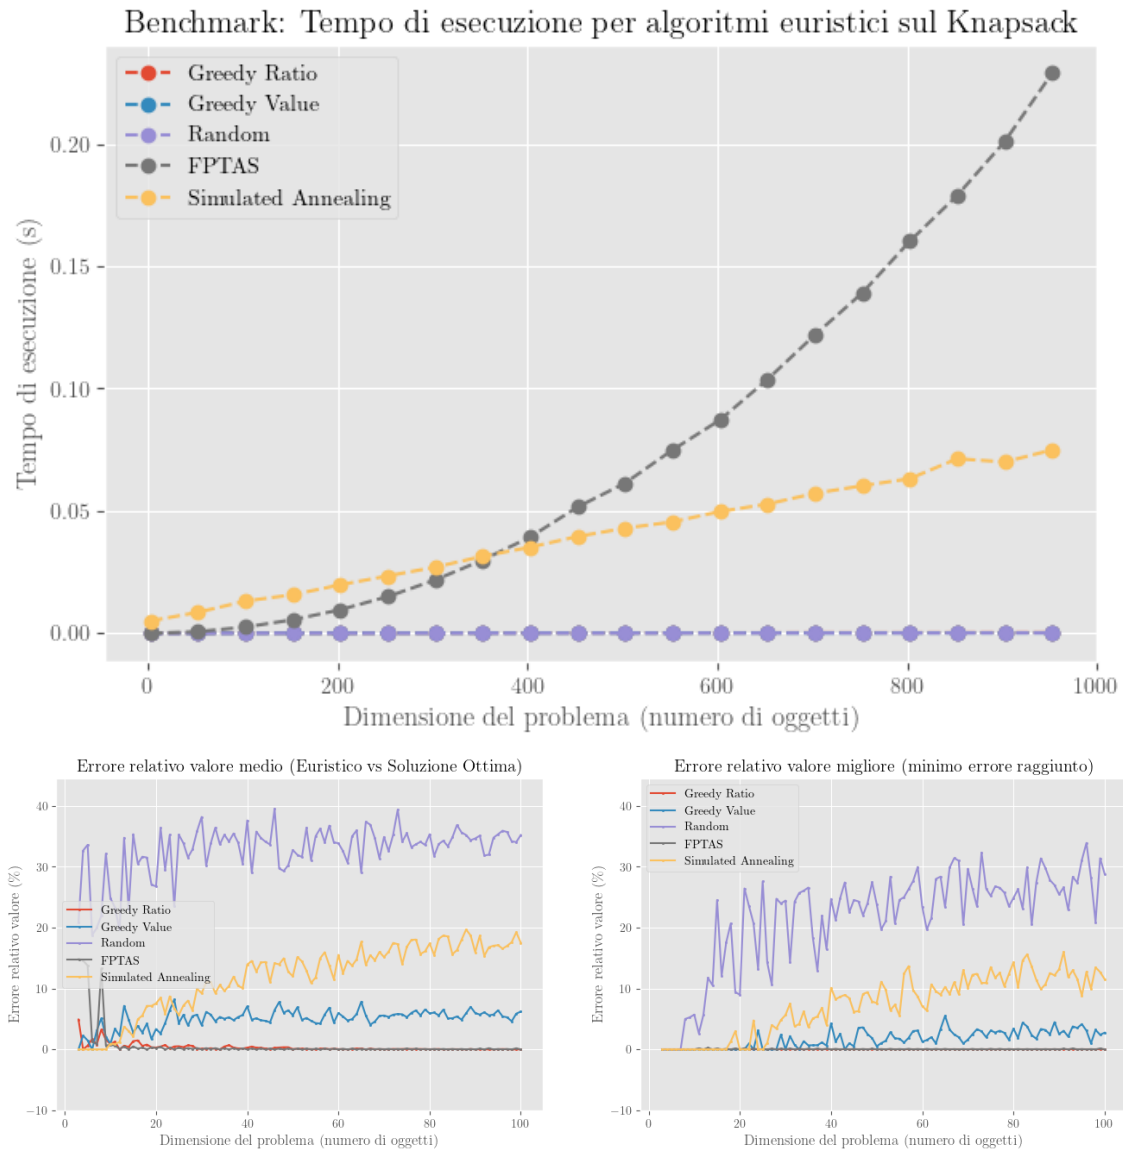 Benchmark: Tempo di esecuzione per algoritmi euristici sul Knapsack
Greedy Ratio
Greedy Value
Random
FPTAS
Simulated Annealing
Tempo di esecuzione (s)
0.20
0.15
0.10
0.05
0.00
0 200 400 600 800 1000
Dimensione del problema (numero di oggetti)
Errore relativo valore medio (Euristico vs Soluzione Ottima)
Errore relativo valore (%)
40
30
20
10
0
−10
Greedy Ratio
Greedy Value
Random
FPTAS
Simulated Annealing
0 20 40 60 80 100
Dimensione del problema (numero di oggetti)
Errore relativo valore migliore (minimo errore raggiunto)
Errore relativo valore (%)
40
30
20
10
0
−10
Greedy Ratio
Greedy Value
Random
FPTAS
Simulated Annealing
0 20 40 60 80 100
Dimensione del problema (numero di oggetti)